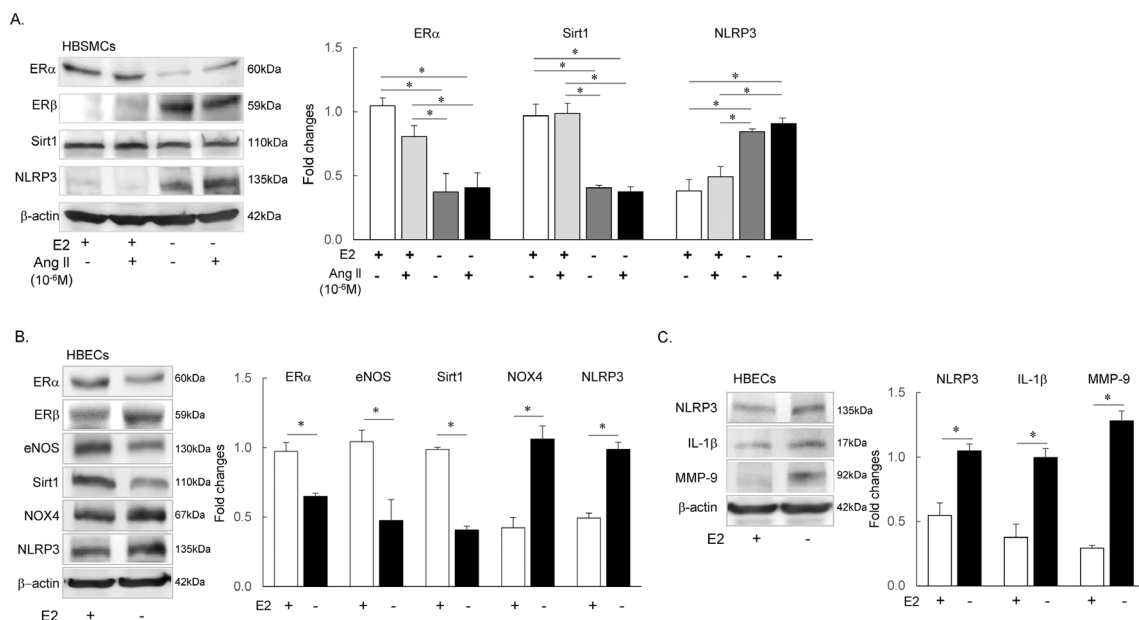 A.
HBSMCs
ERα 60kDa
ERβ 59kDa
Sirt1 110kDa
NLRP3 135kDa
β-actin 42kDa
E2 + + - -
Ang II - + - +
(10⁻⁶M)
ERα Sirt1 NLRP3
* * * * * * * * * * * *
Fold changes
1.5
1.0
0.5
0.0
E2 + + - - + + - - + + - -
Ang II - + - + - + - + - + - +
(10⁻⁶M)
B.
HBECs
ERα 60kDa
ERβ 59kDa
eNOS 130kDa
Sirt1 110kDa
NOX4 67kDa
NLRP3 135kDa
β-actin 42kDa
E2 + -
ERα eNOS Sirt1 NOX4 NLRP3
* * * * *
Fold changes
1.5
1.0
0.5
0.0
E2 + - + - + - + - + -
C.
HBECs
NLRP3 135kDa
IL-1β 17kDa
MMP-9 92kDa
β-actin 42kDa
E2 + -
NLRP3 IL-1β MMP-9
* * *
Fold changes
1.5
1.0
0.5
0.0
E2 + - + - + -